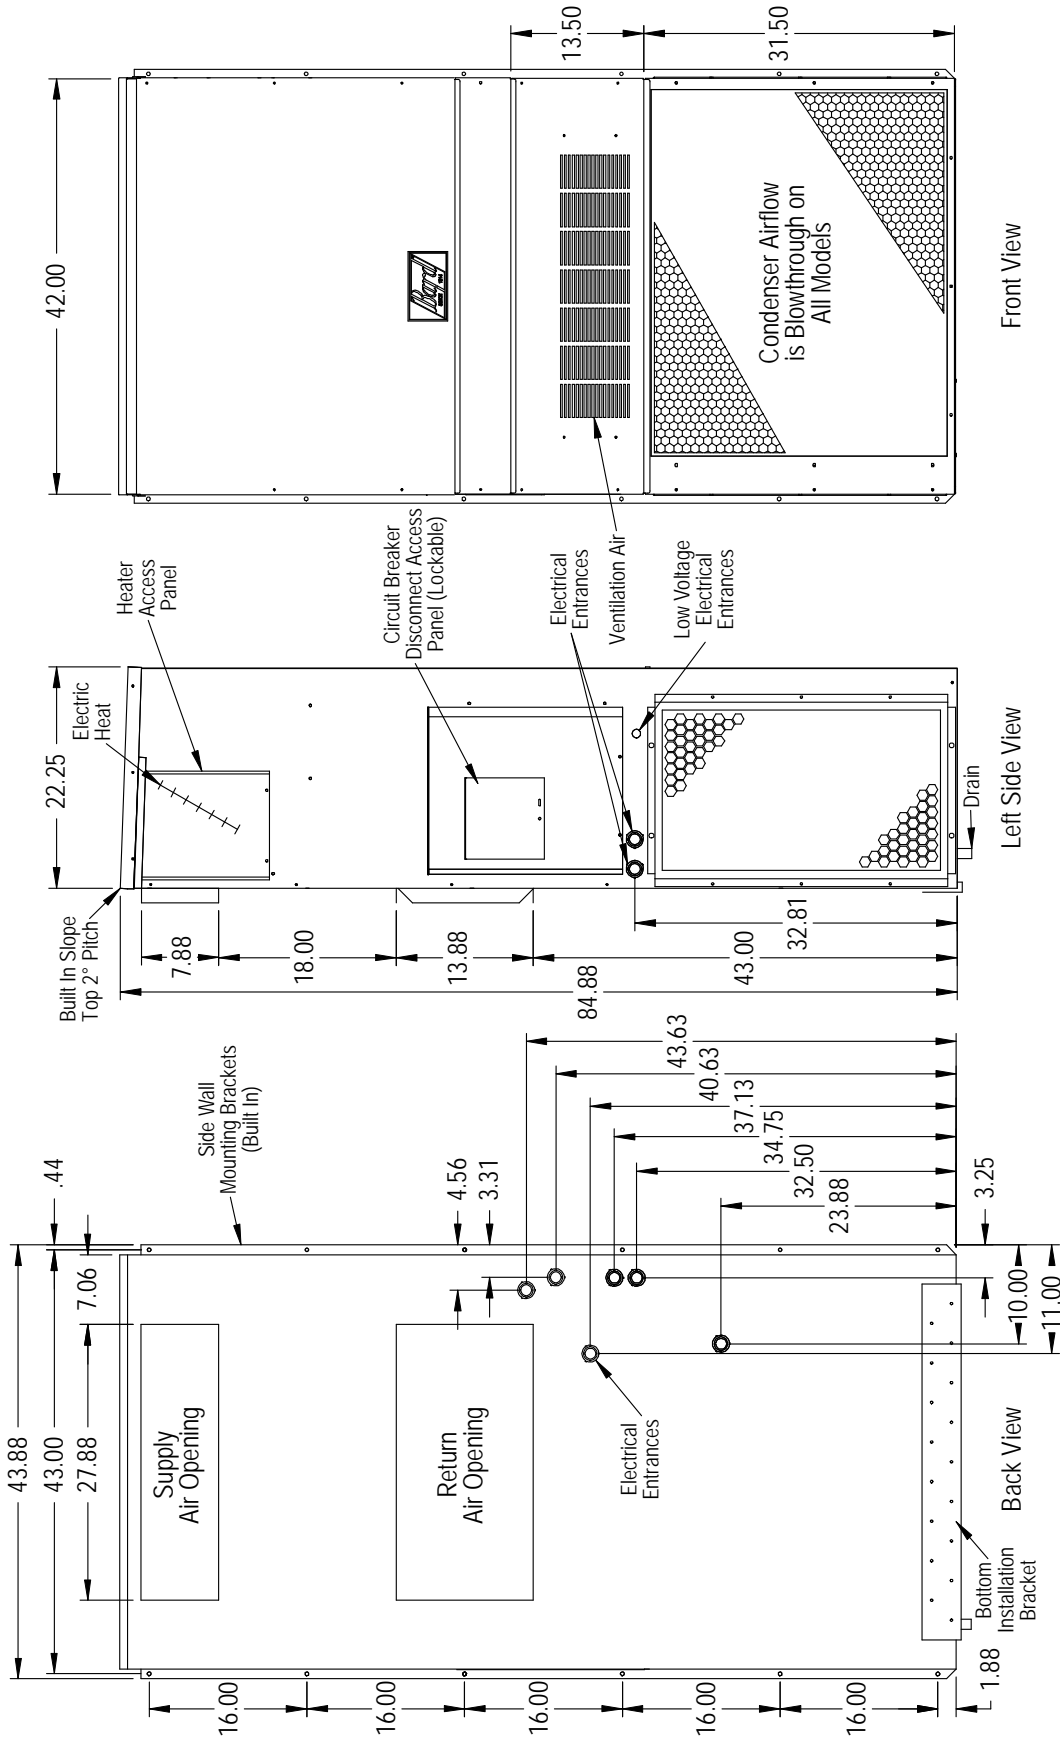 43.88
43.00
27.88
7.06
.44
Supply
Air Opening
Return
Air Opening
Side Wall
Mounting Brackets
(Built In)
4.56
3.31
16.00
16.00
16.00
16.00
16.00
1.88
43.63
40.63
37.13
34.75
32.50
23.88
3.25
10.00
11.00
Electrical
Entrances
Bottom
Installation
Bracket
Back View
Built In Slope
Top 2° Pitch
22.25
Electric
Heat
Heater
Access
Panel
7.88
18.00
13.88
43.00
84.88
32.81
Circuit Breaker
Disconnect Access
Panel (Lockable)
Electrical
Entrances
Ventilation Air
Low Voltage
Electrical
Entrances
Drain
Left Side View
42.00
Bard
13.50
31.50
Condenser Airflow
is Blowthrough on
All Models
Front View